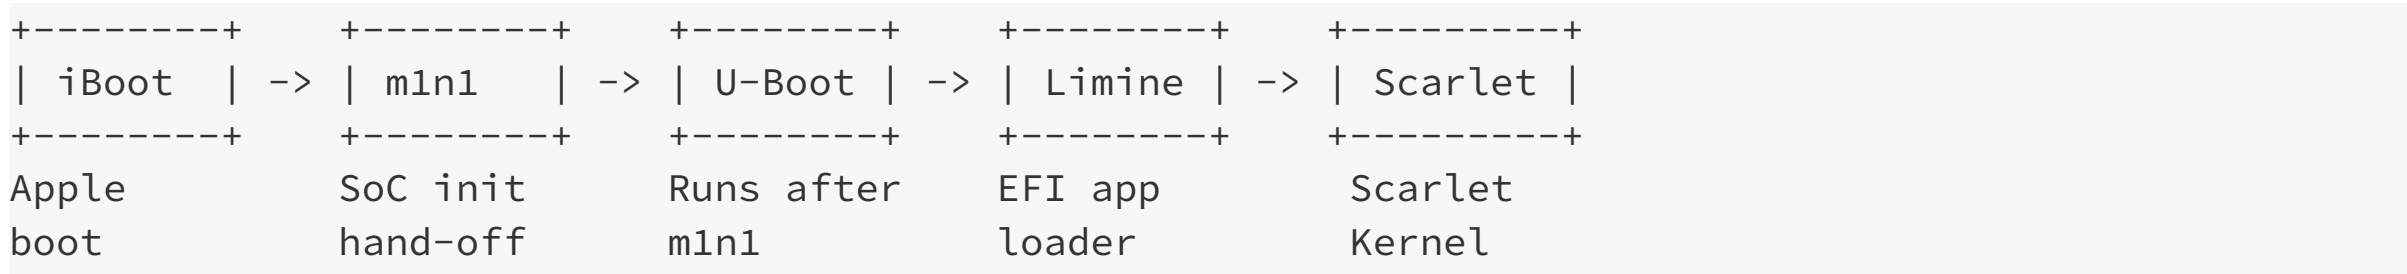 +--------+    +--------+    +--------+    +--------+    +---------+
| iBoot  | -> | m1n1   | -> | U-Boot | -> | Limine | -> | Scarlet |
+--------+    +--------+    +--------+    +--------+    +---------+
Apple         SoC init      Runs after    EFI app        Scarlet
boot          hand-off      m1n1          loader         Kernel